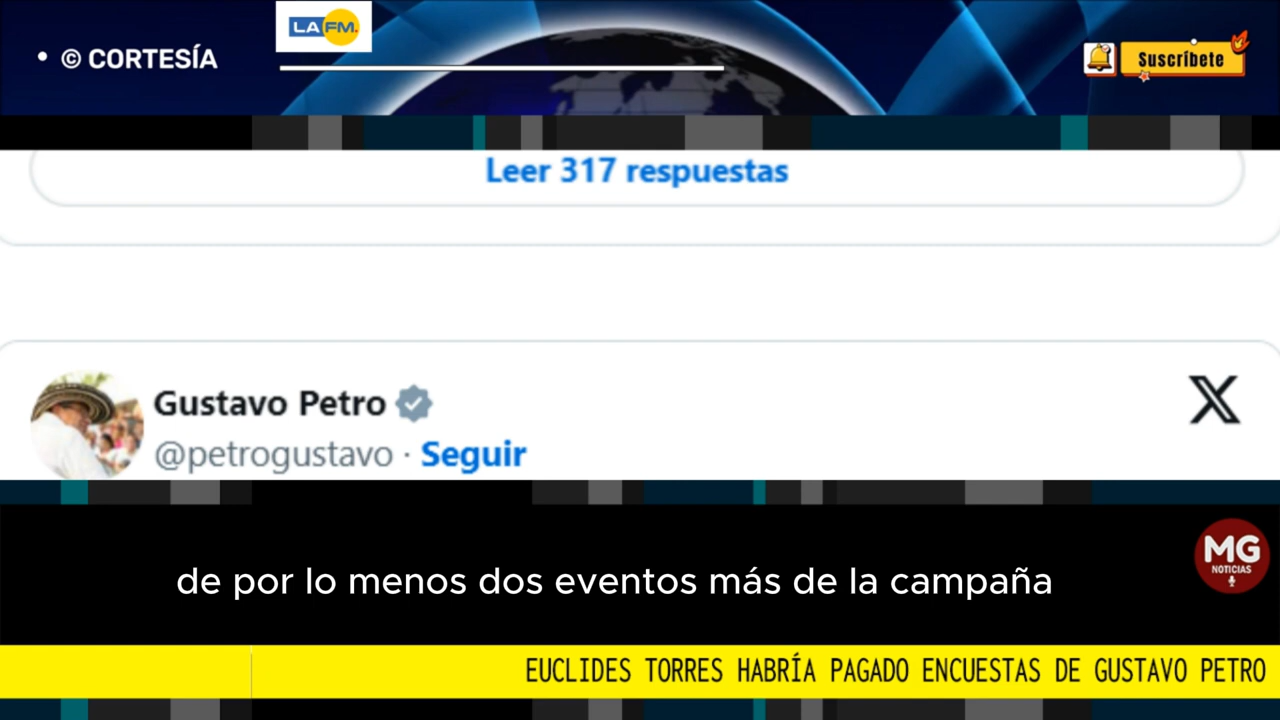 • © CORTESÍA
LA FM.
Suscríbete
Leer 317 respuestas
Gustavo Petro
@petrogustavo · Seguir
de por lo menos dos eventos más de la campaña
MG
NOTICIAS
EUCLIDES TORRES HABRÍA PAGADO ENCUESTAS DE GUSTAVO PETRO